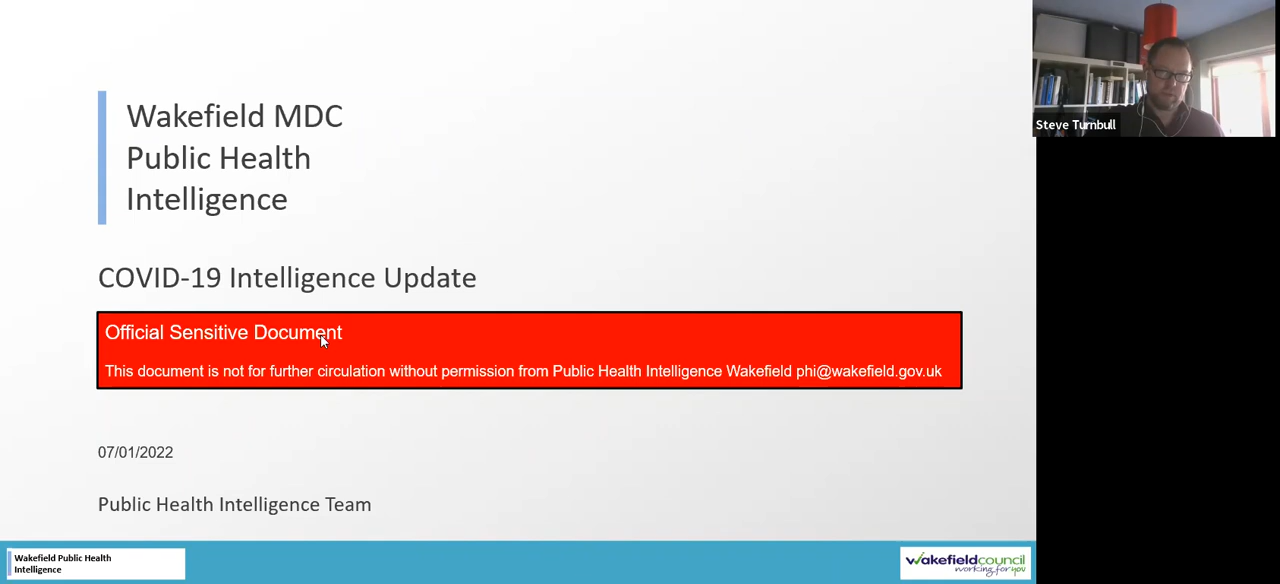 Wakefield MDC
Public Health
Intelligence
COVID-19 Intelligence Update
Official Sensitive Document
This document is not for further circulation without permission from Public Health Intelligence Wakefield phi@wakefield.gov.uk
07/01/2022
Public Health Intelligence Team
Wakefield Public Health
Intelligence
wakefieldcouncil
working for you
Steve Turnbull